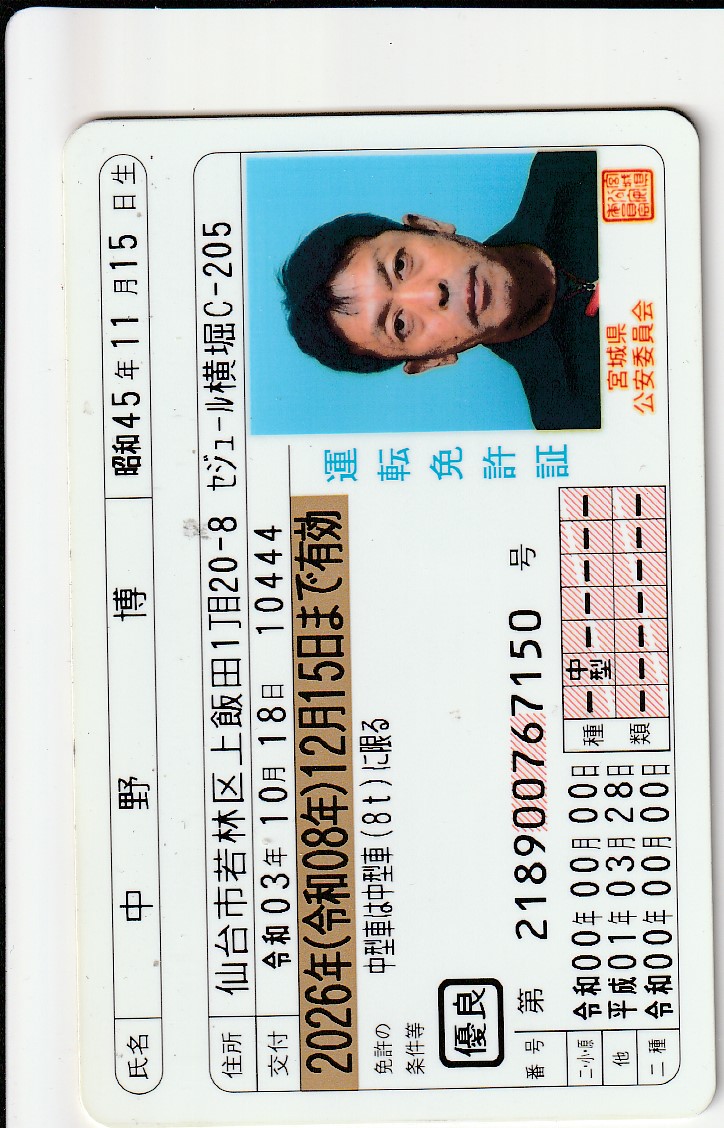 氏名 中野 博 昭和45年11月15日生
住所 仙台市若林区上飯田1丁目20-8 セジュール横堀C-205
交付 令和03年10月18日 10444
2026年(令和08年)12月15日まで有効
運転免許証
免許の
条件等
中型車は中型車(8t)に限る
優良
番号 第 218900767150 号
二・小・原 令和00年00月00日
他 平成01年03月28日
二種 令和00年00月00日
種類
中型
宮城県
公安委員会